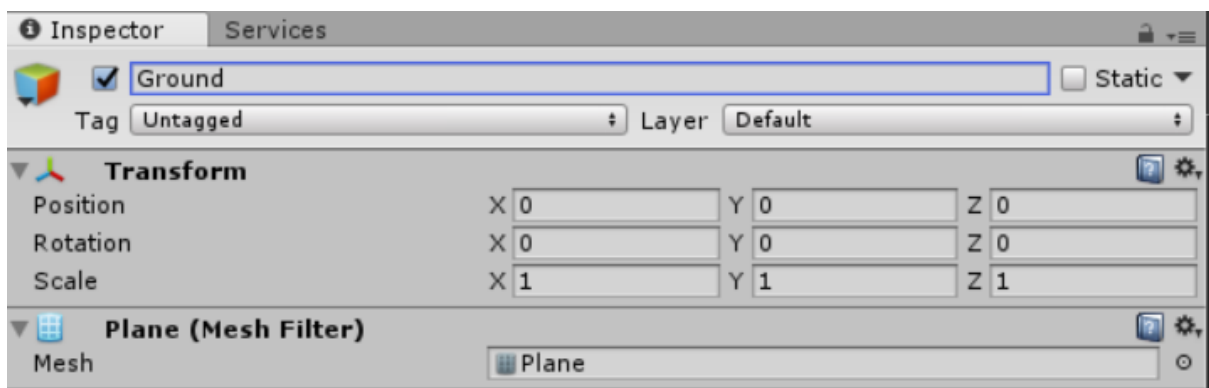 Inspector Services
Ground Static
Tag Untagged Layer Default
Transform
Position X 0 Y 0 Z 0
Rotation X 0 Y 0 Z 0
Scale X 1 Y 1 Z 1
Plane (Mesh Filter)
Mesh Plane